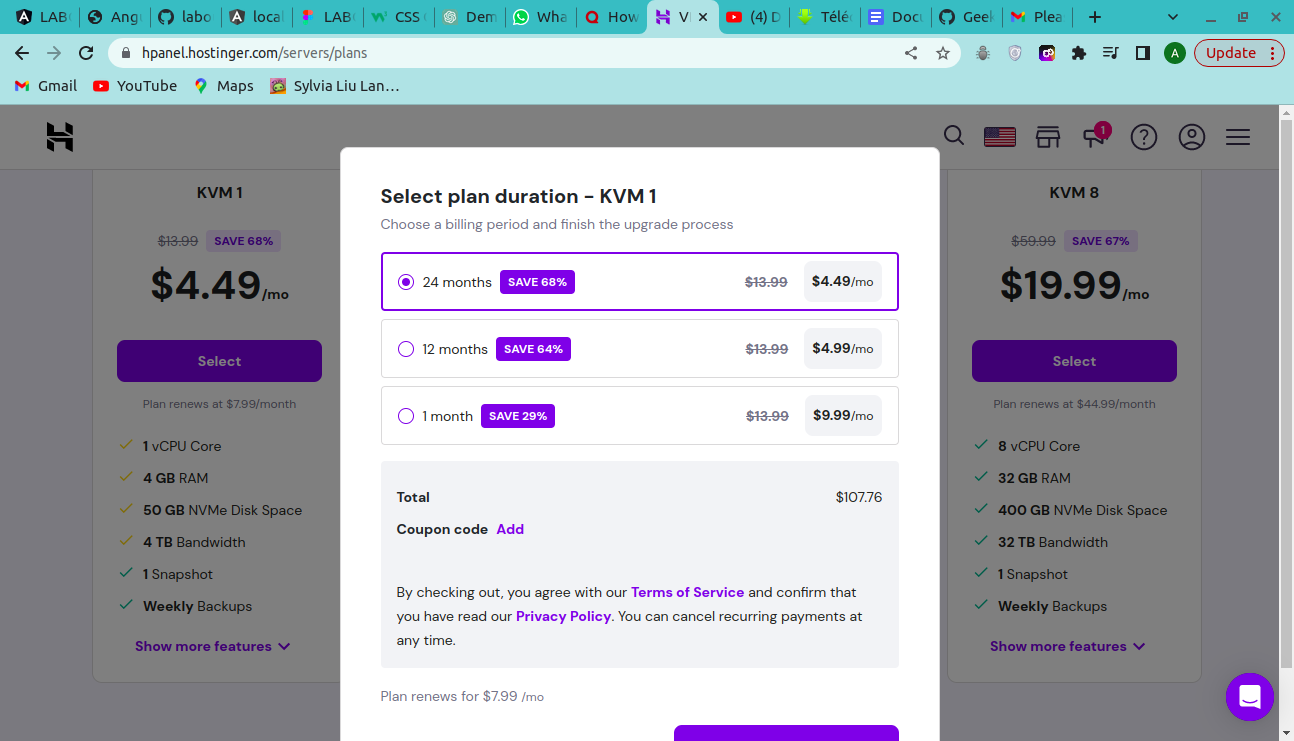 LAB
Ang
labo
local
LAB
CSS
Dem
Wha
How
V
(4) D
Télé
Docu
Geek
Plea
hpanel.hostinger.com/servers/plans
A
Update
Gmail
YouTube
Maps
Sylvia Liu Lan...
1
Select plan duration – KVM 1
Choose a billing period and finish the upgrade process
24 months SAVE 68% $13.99 $4.49/mo
12 months SAVE 64% $13.99 $4.99/mo
1 month SAVE 29% $13.99 $9.99/mo
Total $107.76
Coupon code Add
By checking out, you agree with our Terms of Service and confirm that
you have read our Privacy Policy. You can cancel recurring payments at
any time.
Plan renews for $7.99 /mo
KVM 1
$13.99 SAVE 68%
$4.49/mo
Select
Plan renews at $7.99/month
1 vCPU Core
4 GB RAM
50 GB NVMe Disk Space
4 TB Bandwidth
1 Snapshot
Weekly Backups
Show more features
KVM 8
$59.99 SAVE 67%
$19.99/mo
Select
Plan renews at $44.99/month
8 vCPU Core
32 GB RAM
400 GB NVMe Disk Space
32 TB Bandwidth
1 Snapshot
Weekly Backups
Show more features